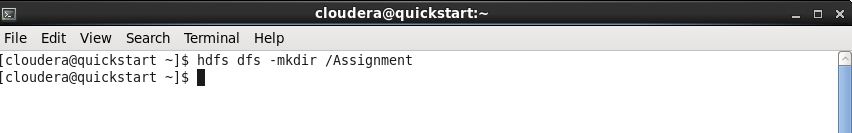 cloudera@quickstart:~
File Edit View Search Terminal Help
[cloudera@quickstart ~]$ hdfs dfs -mkdir /Assignment
[cloudera@quickstart ~]$